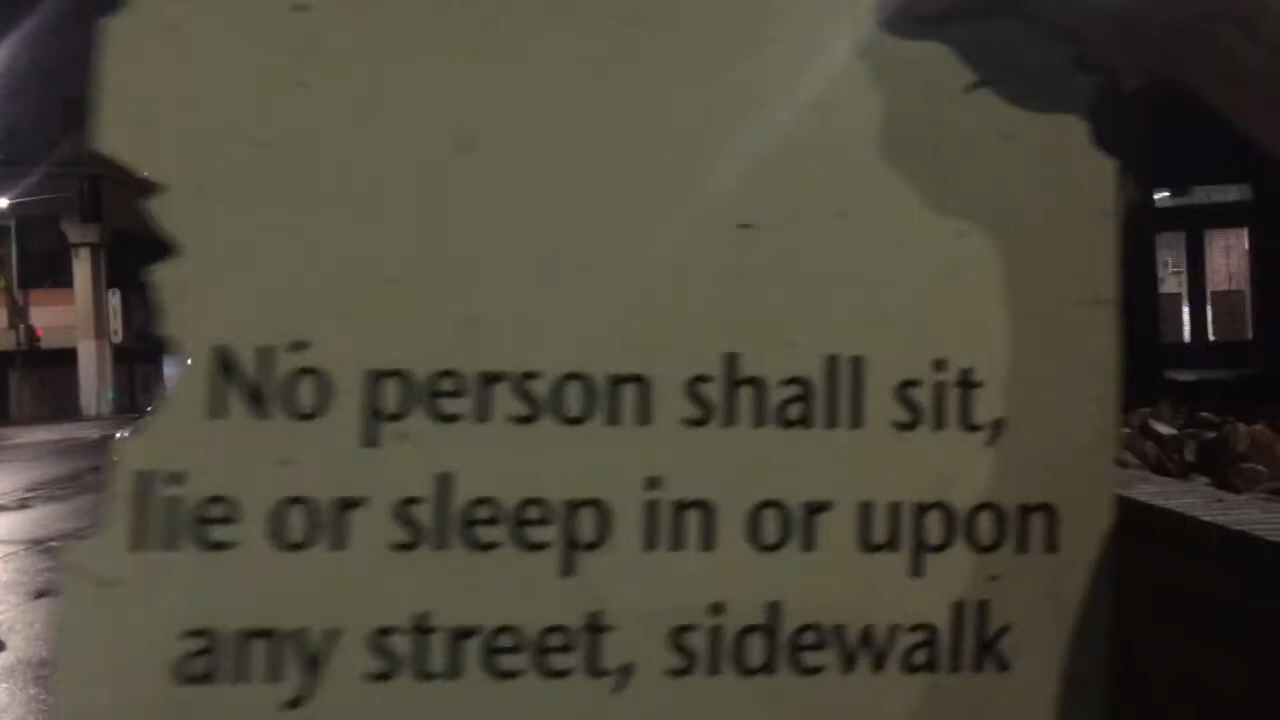 No person shall sit,
lie or sleep in or upon
any street, sidewalk